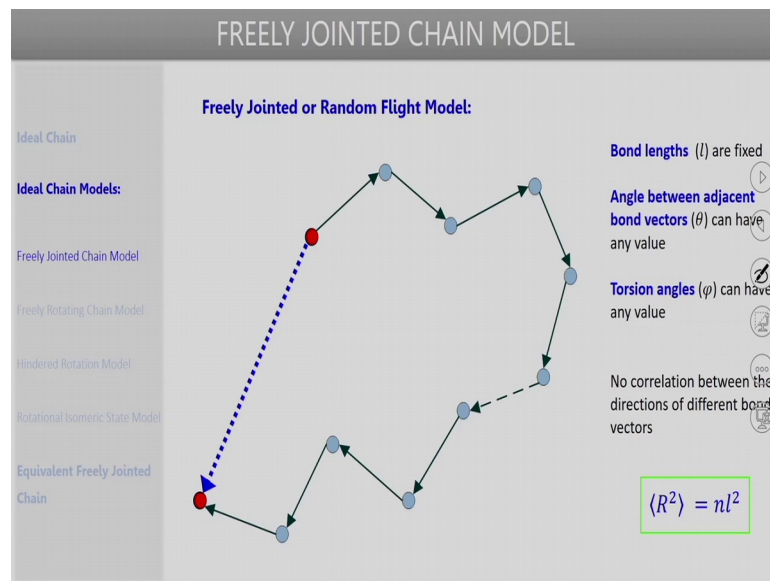 FREELY JOINTED CHAIN MODEL
Ideal Chain
Ideal Chain Models:
Freely Jointed Chain Model
Freely Rotating Chain Model
Hindered Rotation Model
Rotational Isomeric State Model
Equivalent Freely Jointed
Chain
Freely Jointed or Random Flight Model:
Bond lengths (l) are fixed
Angle between adjacent
bond vectors (θ) can have
any value
Torsion angles (φ) can have
any value
No correlation between the
directions of different bond
vectors
⟨R²⟩ = nl²